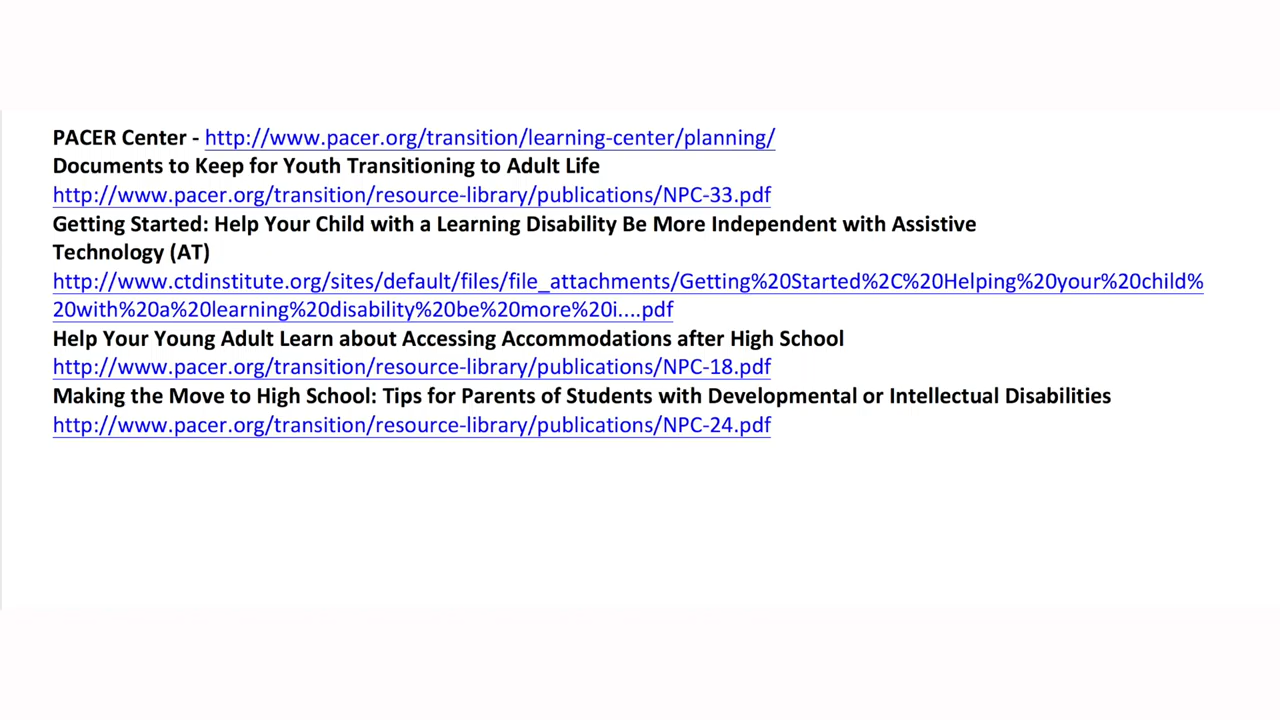 PACER Center - http://www.pacer.org/transition/learning-center/planning/
Documents to Keep for Youth Transitioning to Adult Life
http://www.pacer.org/transition/resource-library/publications/NPC-33.pdf
Getting Started: Help Your Child with a Learning Disability Be More Independent with Assistive
Technology (AT)
http://www.ctdinstitute.org/sites/default/files/file_attachments/Getting%20Started%2C%20Helping%20your%20child%
20with%20a%20learning%20disability%20be%20more%20i....pdf
Help Your Young Adult Learn about Accessing Accommodations after High School
http://www.pacer.org/transition/resource-library/publications/NPC-18.pdf
Making the Move to High School: Tips for Parents of Students with Developmental or Intellectual Disabilities
http://www.pacer.org/transition/resource-library/publications/NPC-24.pdf